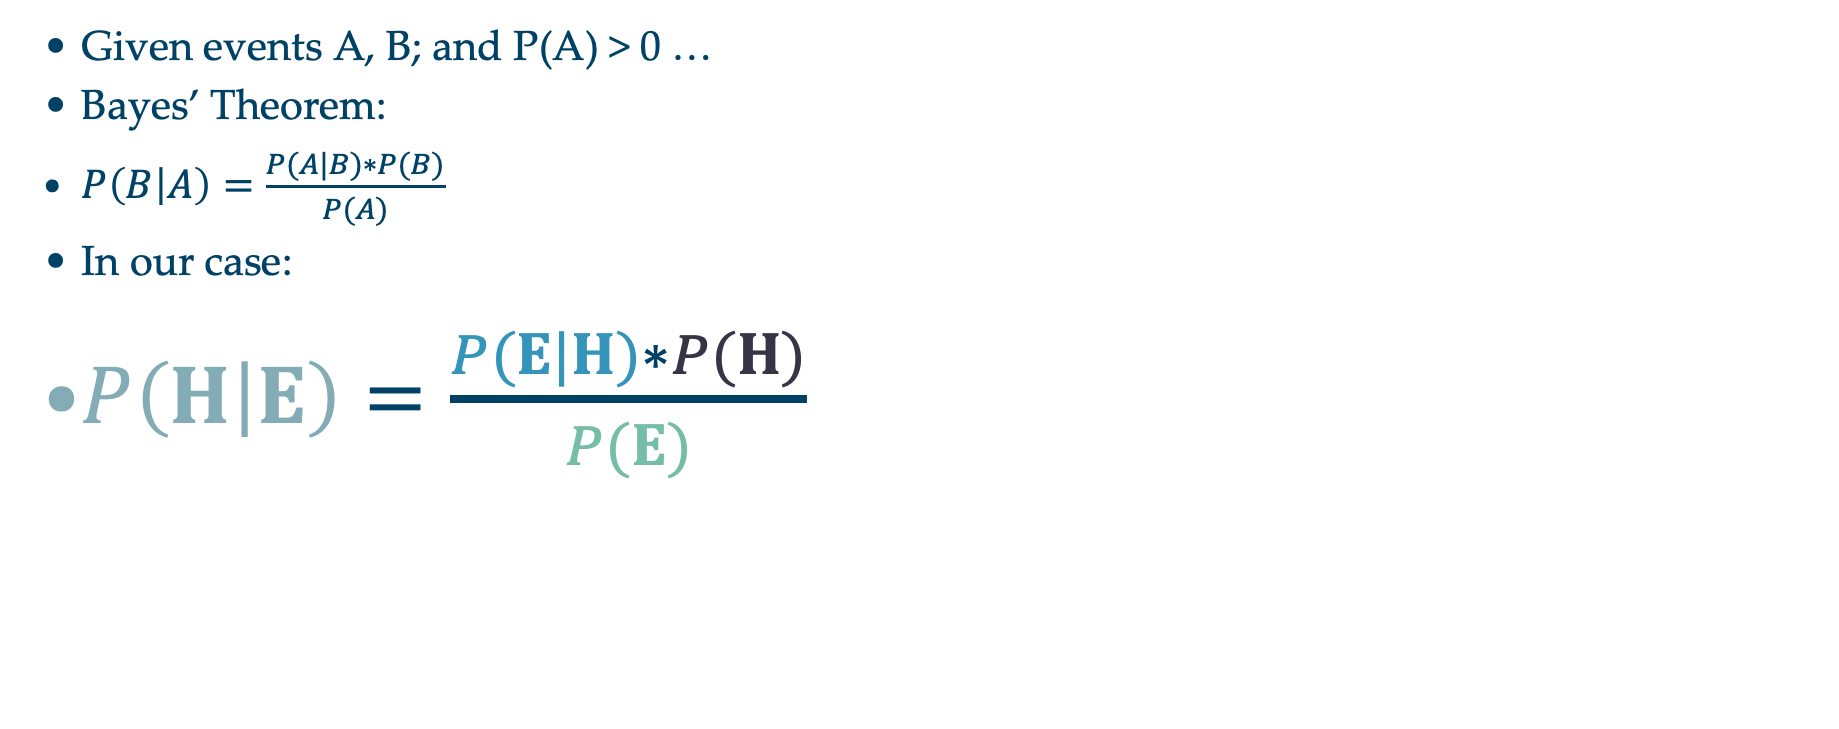 • Given events A, B; and P(A) > 0 …
• Bayes’ Theorem:
• P(B|A) = P(A|B)*P(B) / P(A)
• In our case:
• P(H|E) = P(E|H)*P(H) / P(E)